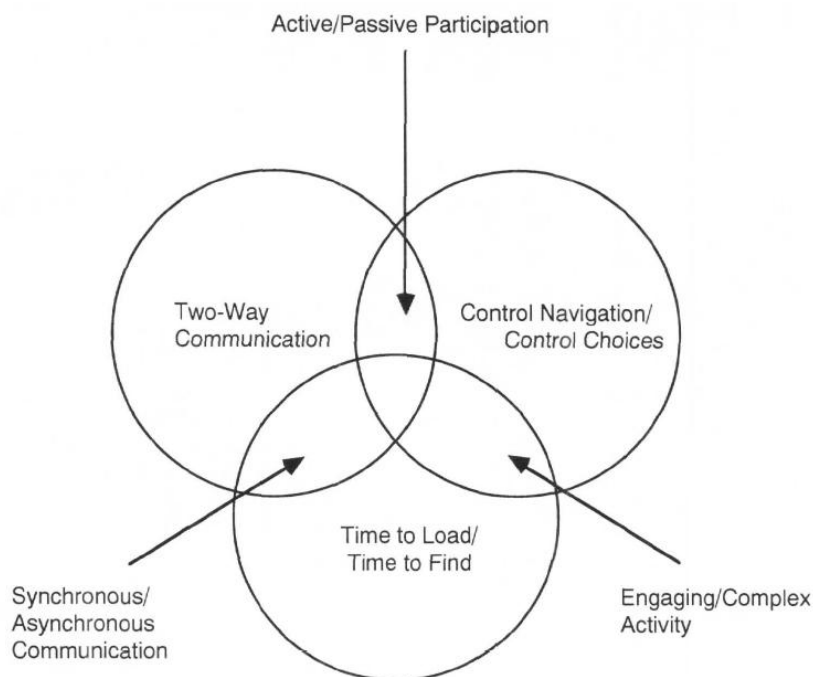 Active/Passive Participation
Two-Way
Communication
Control Navigation/
Control Choices
Time to Load/
Time to Find
Synchronous/
Asynchronous
Communication
Engaging/Complex
Activity